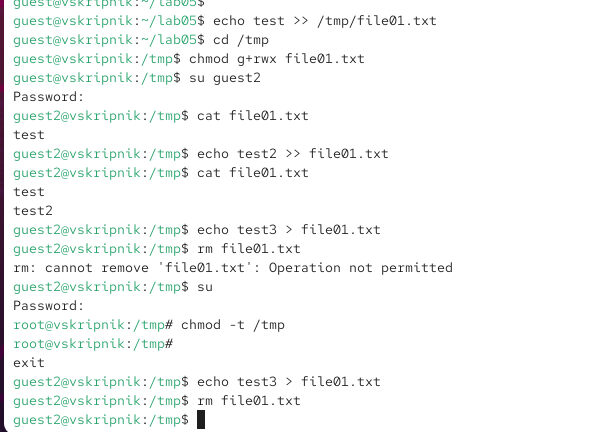 guest@vskripnik:~/lab05$
guest@vskripnik:~/lab05$ echo test >> /tmp/file01.txt
guest@vskripnik:~/lab05$ cd /tmp
guest@vskripnik:/tmp$ chmod g+rwx file01.txt
guest@vskripnik:/tmp$ su guest2
Password:
guest2@vskripnik:/tmp$ cat file01.txt
test
guest2@vskripnik:/tmp$ echo test2 >> file01.txt
guest2@vskripnik:/tmp$ cat file01.txt
test
test2
guest2@vskripnik:/tmp$ echo test3 > file01.txt
guest2@vskripnik:/tmp$ rm file01.txt
rm: cannot remove 'file01.txt': Operation not permitted
guest2@vskripnik:/tmp$ su
Password:
root@vskripnik:/tmp# chmod -t /tmp
root@vskripnik:/tmp#
exit
guest2@vskripnik:/tmp$ echo test3 > file01.txt
guest2@vskripnik:/tmp$ rm file01.txt
guest2@vskripnik:/tmp$